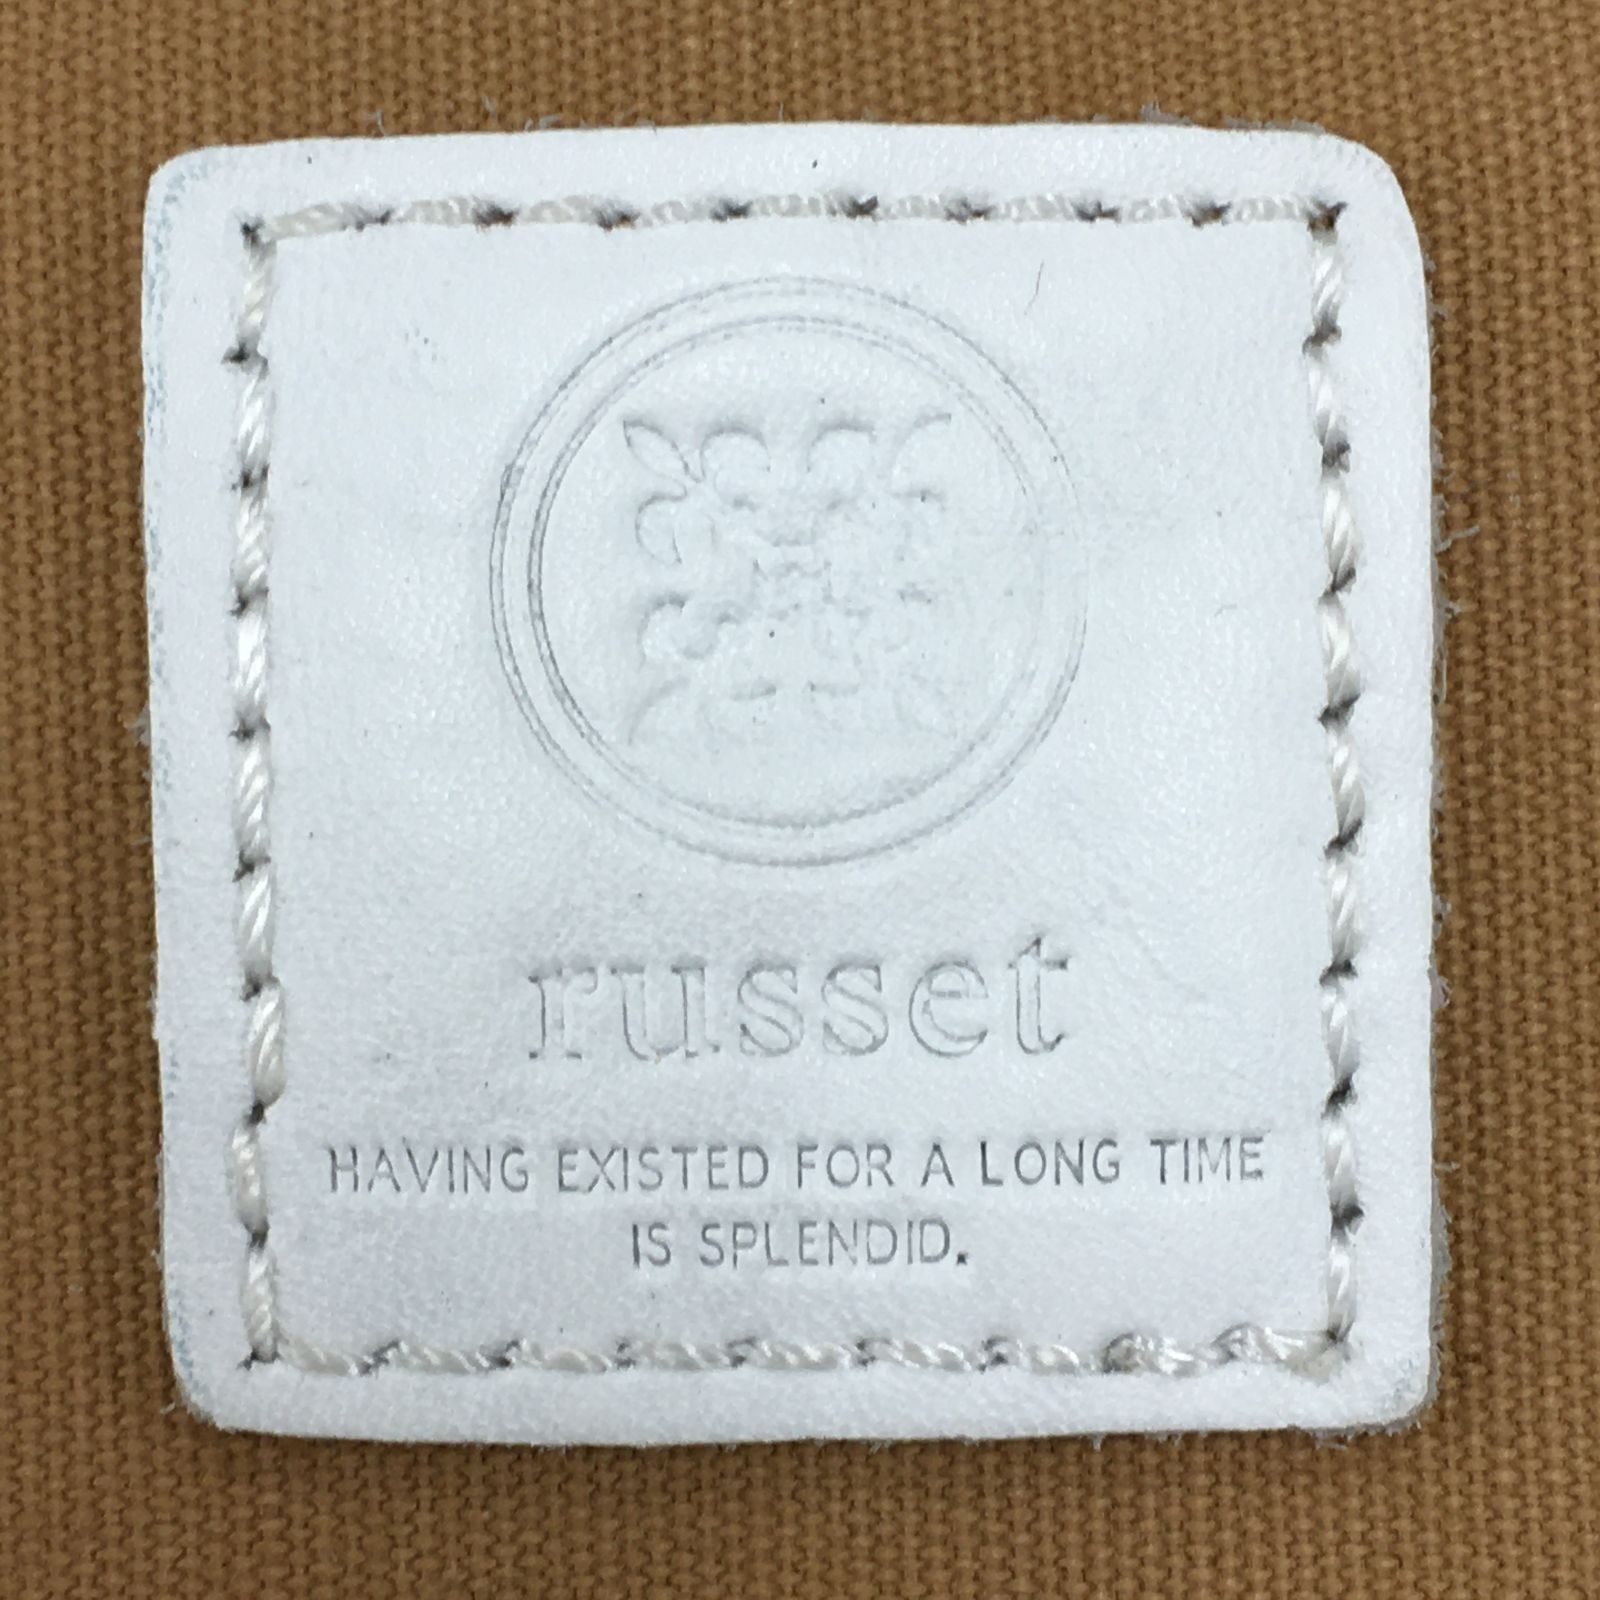 russet
HAVING EXISTED FOR A LONG TIME
IS SPLENDID.